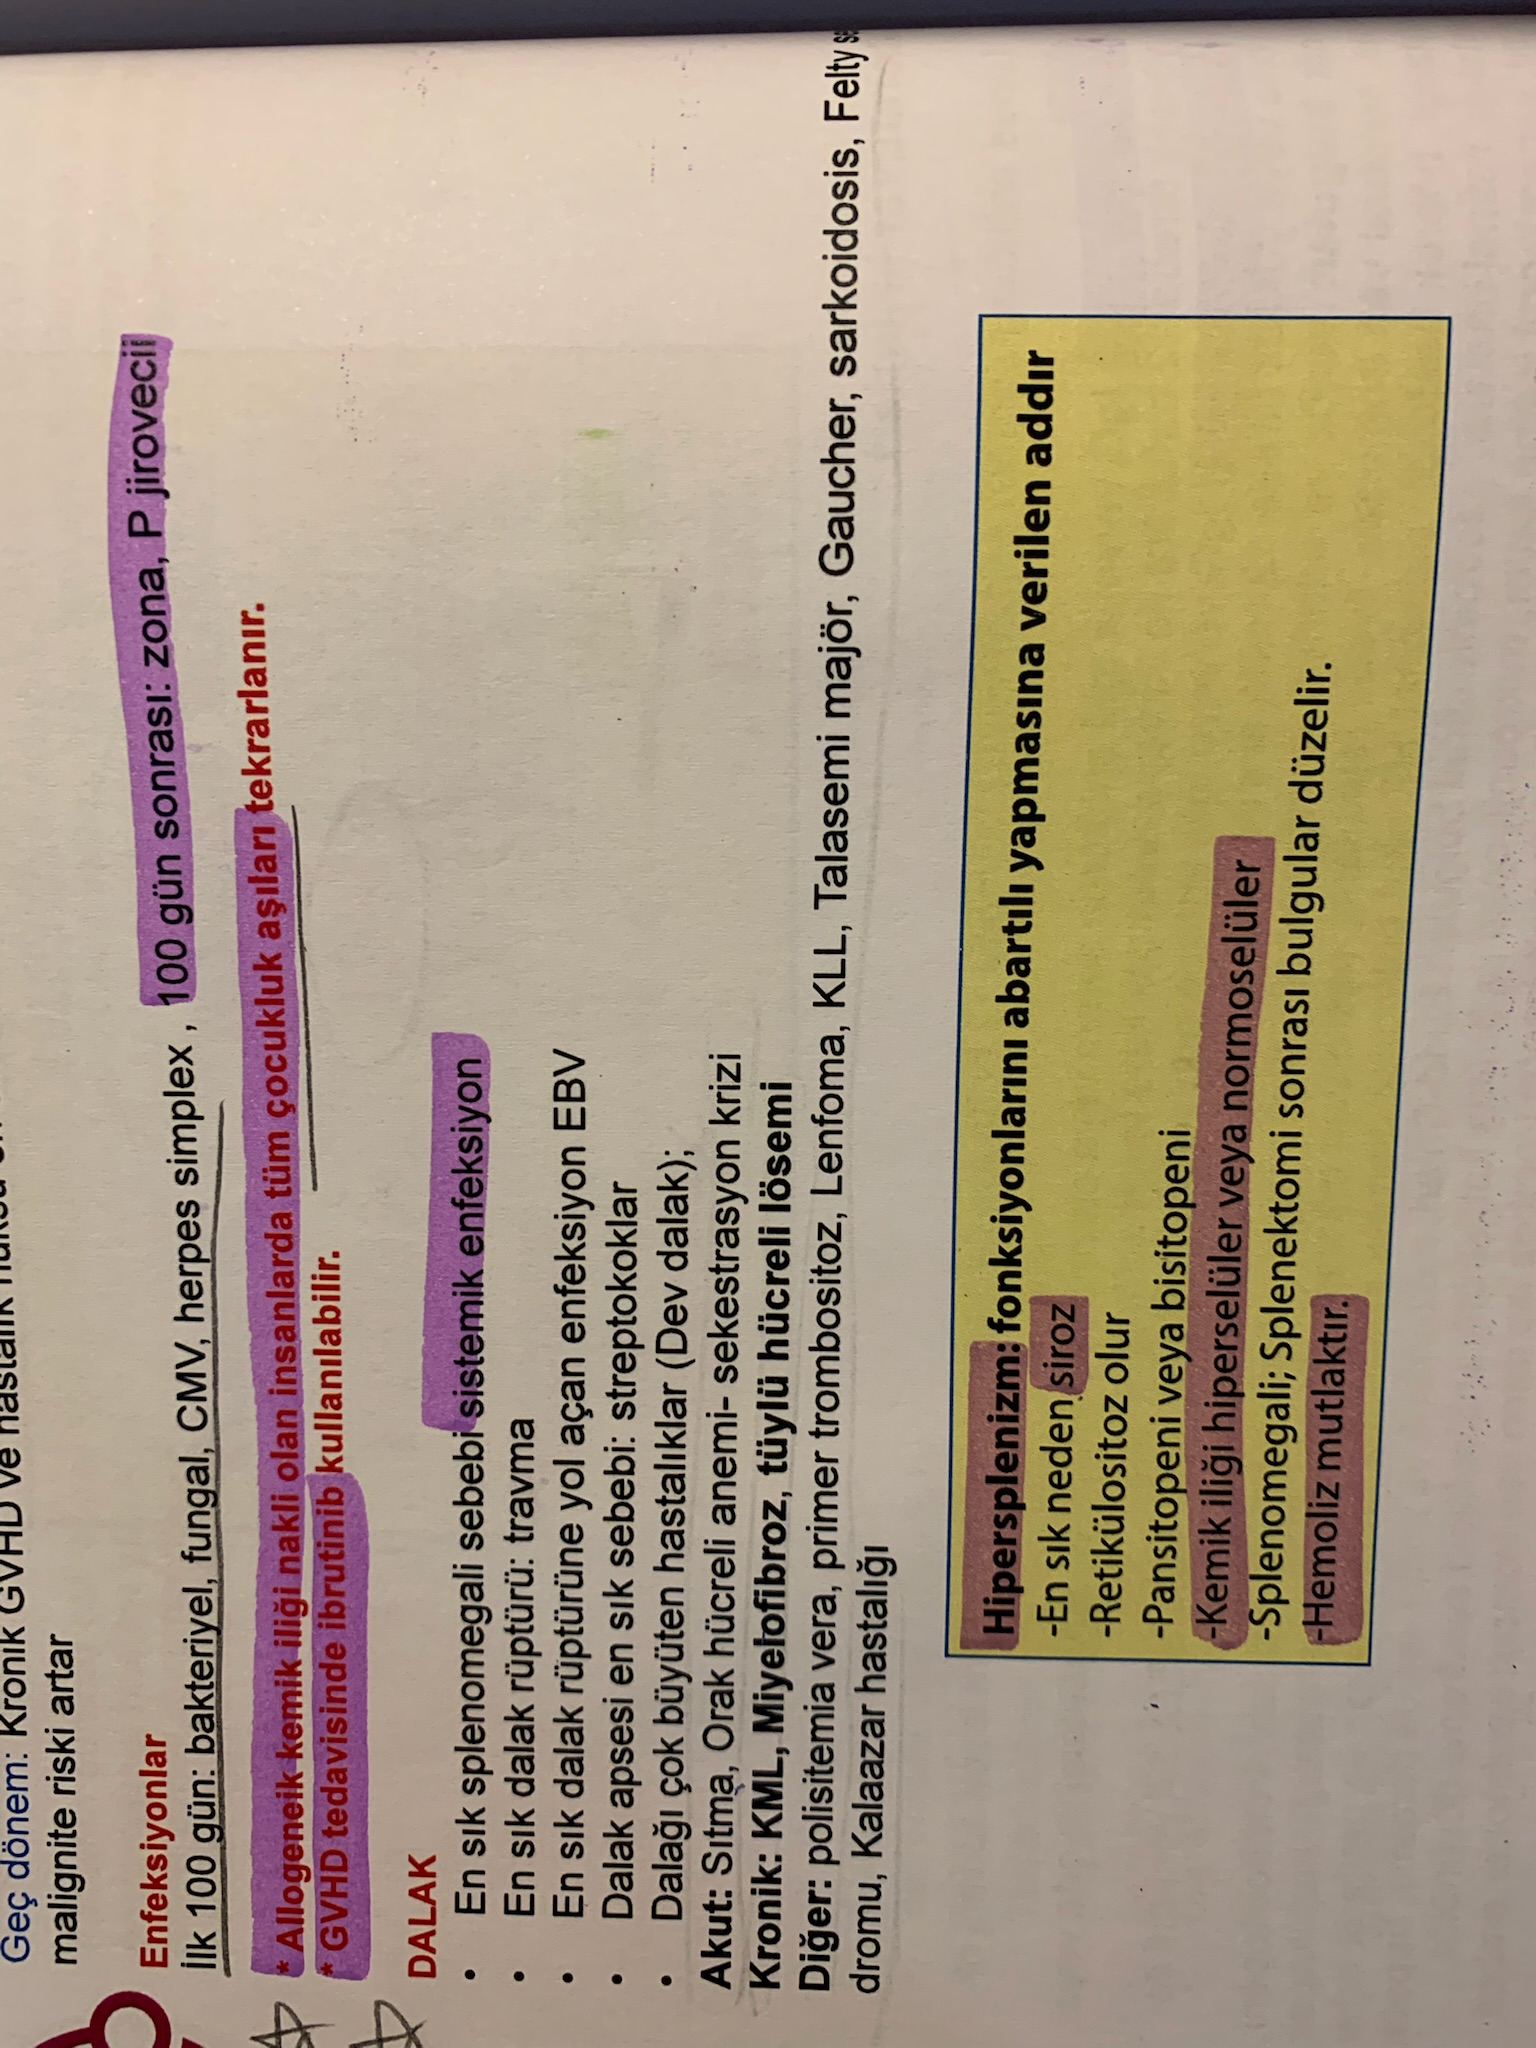 Geç dönem: Kronik GVHD ve hastalık
malignite riski artar
Enfeksiyonlar
İlk 100 gün: bakteriyel, fungal, CMV, herpes simplex , 100 gün sonrası: zona, P jirovecii
* Allogeneik kemik iliği nakli olan insanlarda tüm çocukluk aşıları tekrarlanır.
* GVHD tedavisinde ibrutinib kullanılabilir.
DALAK
• En sık splenomegali sebebi sistemik enfeksiyon
• En sık dalak rüptürü: travma
• En sık dalak rüptürüne yol açan enfeksiyon EBV
• Dalak apsesi en sık sebebi: streptokoklar
• Dalağı çok büyüten hastalıklar (Dev dalak);
Akut: Sıtma, Orak hücreli anemi- sekestrasyon krizi
Kronik: KML, Miyelofibroz, tüylü hücreli lösemi
Diğer: polisitemia vera, primer trombositoz, Lenfoma, KLL, Talasemi majör, Gaucher, sarkoidosis, Felty
dromu, Kalaazar hastalığı
Hipersplenizm: fonksiyonlarını abartılı yapmasına verilen addır
-En sık neden siroz
-Retikülositoz olur
-Pansitopeni veya bisitopeni
-Kemik iliği hiperselüler veya normoselüler
-Splenomegali; Splenektomi sonrası bulgular düzelir.
-Hemoliz mutlaktır.